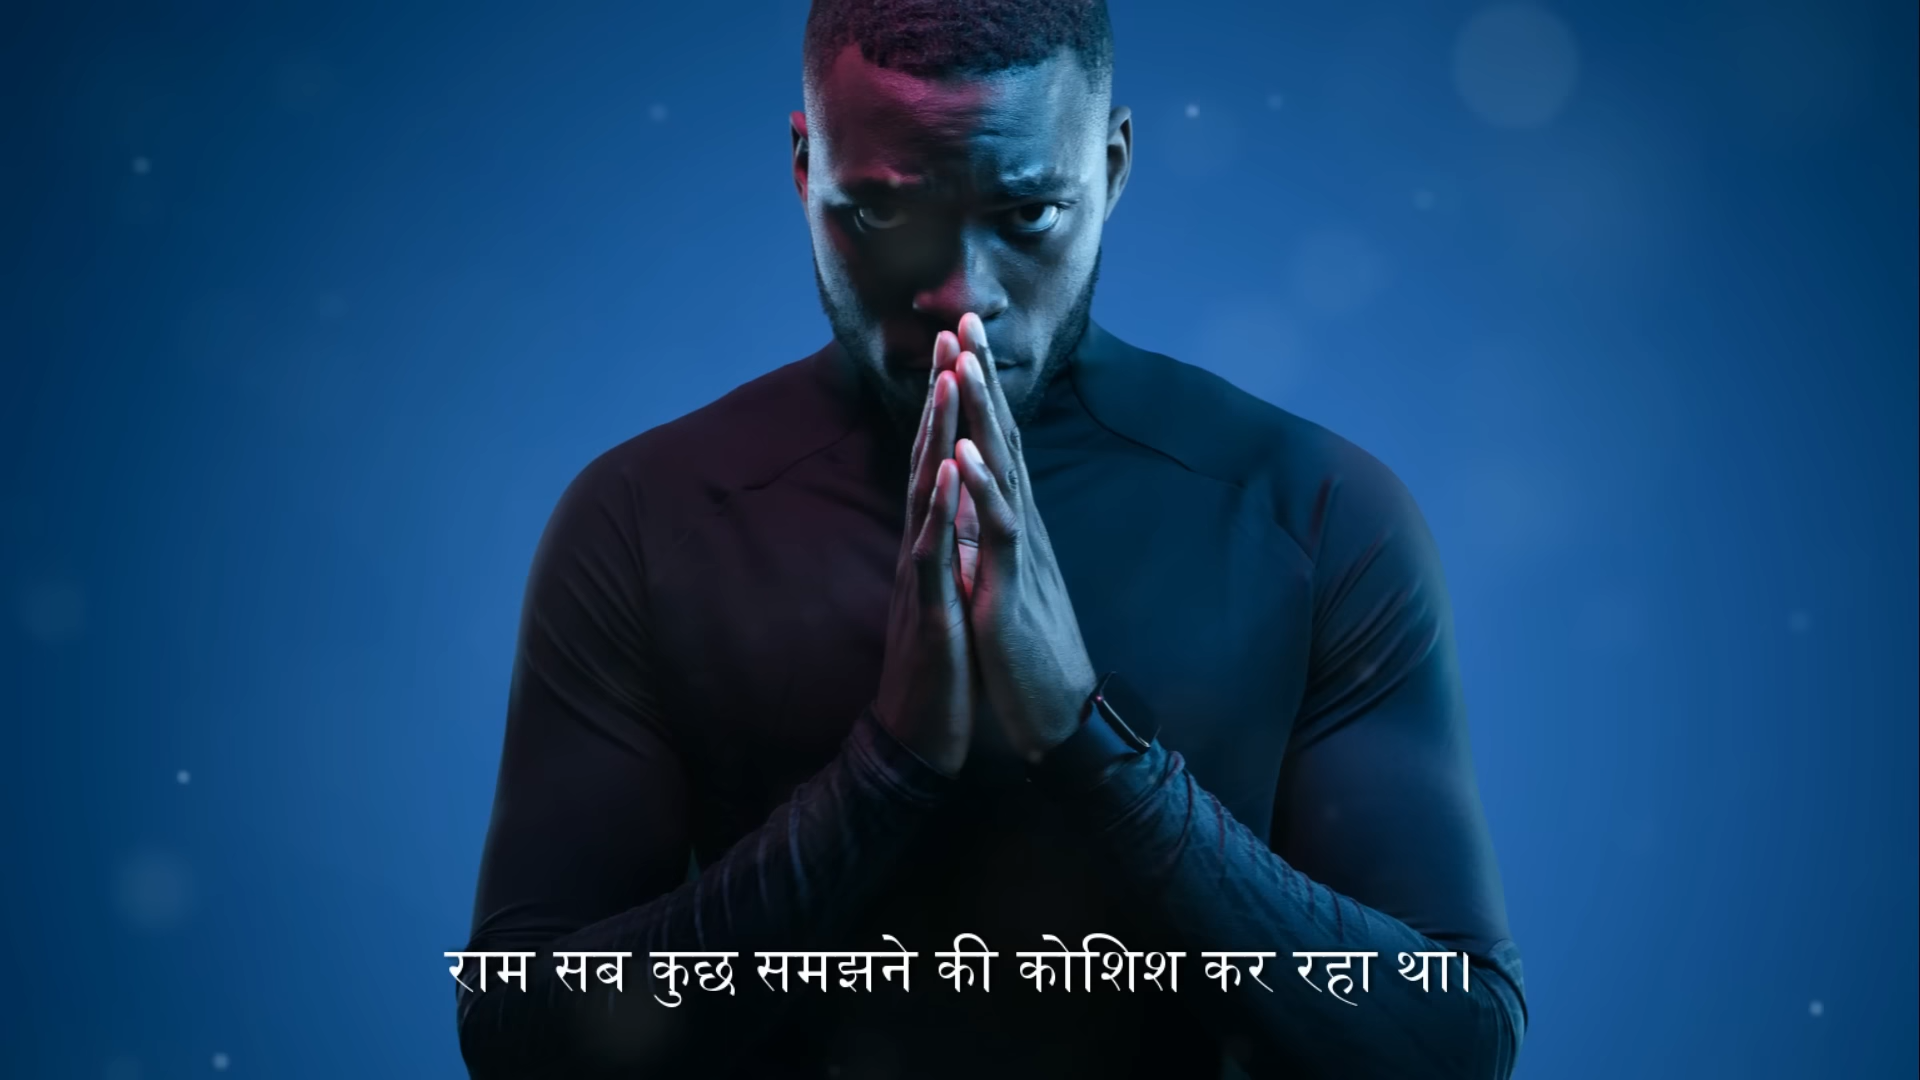 राम सब कुछ समझने की कोशिश कर रहा था।